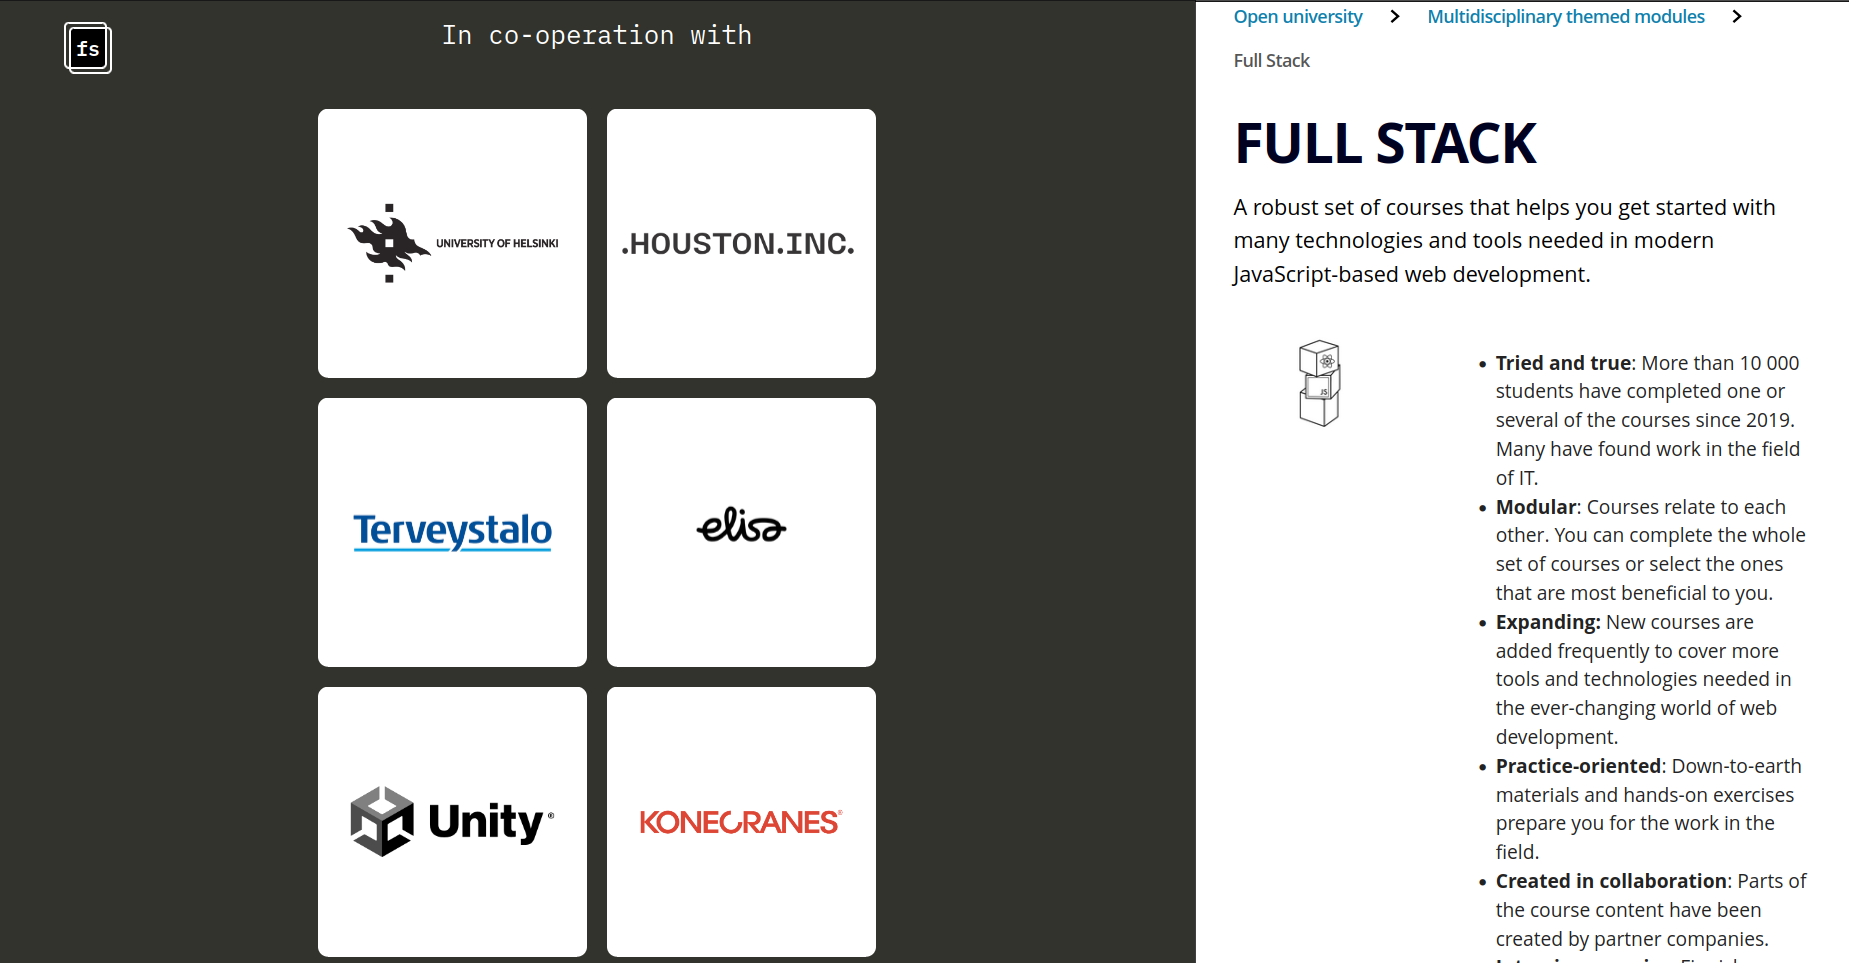 fs
In co-operation with
UNIVERSITY OF HELSINKI
.HOUSTON.INC.
Terveystalo
elisa
Unity®
KONECRANES®
Open university > Multidisciplinary themed modules >
Full Stack
FULL STACK
A robust set of courses that helps you get started with
many technologies and tools needed in modern
JavaScript-based web development.
JS
• Tried and true: More than 10 000
students have completed one or
several of the courses since 2019.
Many have found work in the field
of IT.
• Modular: Courses relate to each
other. You can complete the whole
set of courses or select the ones
that are most beneficial to you.
• Expanding: New courses are
added frequently to cover more
tools and technologies needed in
the ever-changing world of web
development.
• Practice-oriented: Down-to-earth
materials and hands-on exercises
prepare you for the work in the
field.
• Created in collaboration: Parts of
the course content have been
created by partner companies.